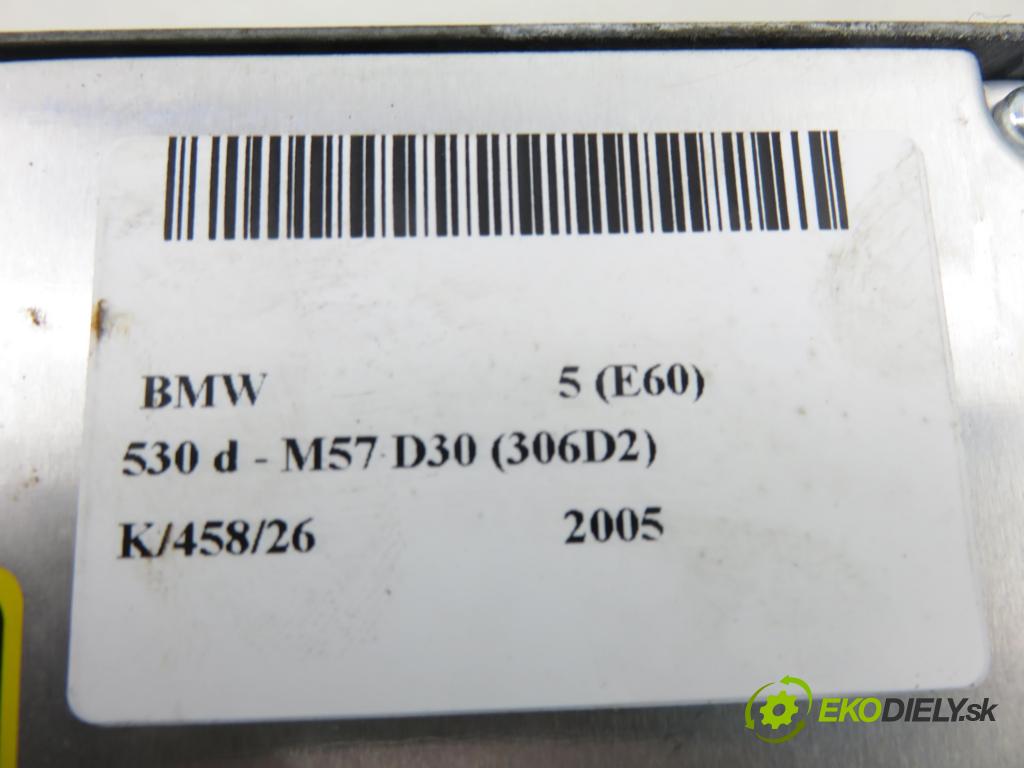 BMW 5 (E60)
530 d - M57 D30 (306D2)
K/458/26 2005
EKODIELY.sk